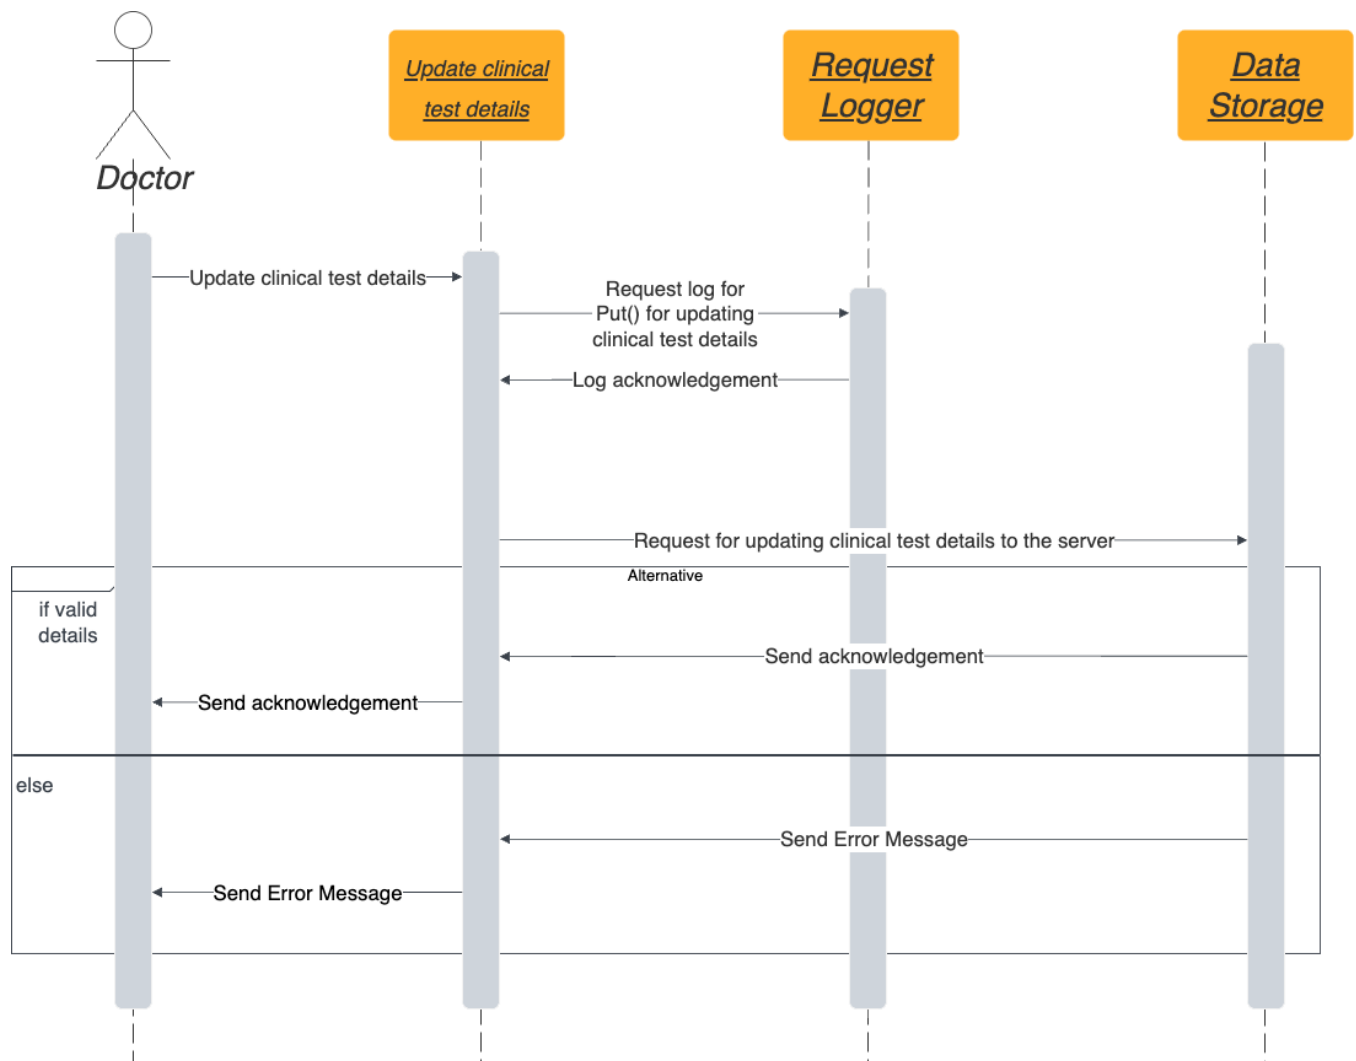 Doctor
Update clinical
test details
Request
Logger
Data
Storage
Update clinical test details
Request log for
Put() for updating
clinical test details
Log acknowledgement
Request for updating clinical test details to the server
Alternative
if valid
details
Send acknowledgement
Send acknowledgement
else
Send Error Message
Send Error Message